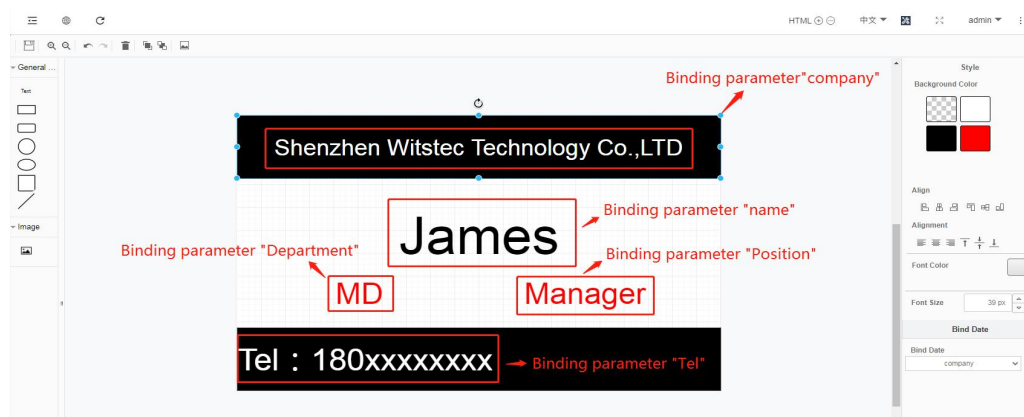 HTML
中文
admin
General ...
Text
Image
Binding parameter"company"
Shenzhen Witstec Technology Co.,LTD
James
Binding parameter "name"
Binding parameter "Department"
Binding parameter "Position"
MD
Manager
Tel：180xxxxxxxx
Binding parameter "Tel"
Style
Background Color
Align
Alignment
Font Color
Font Size
39 px
Bind Date
Bind Date
company